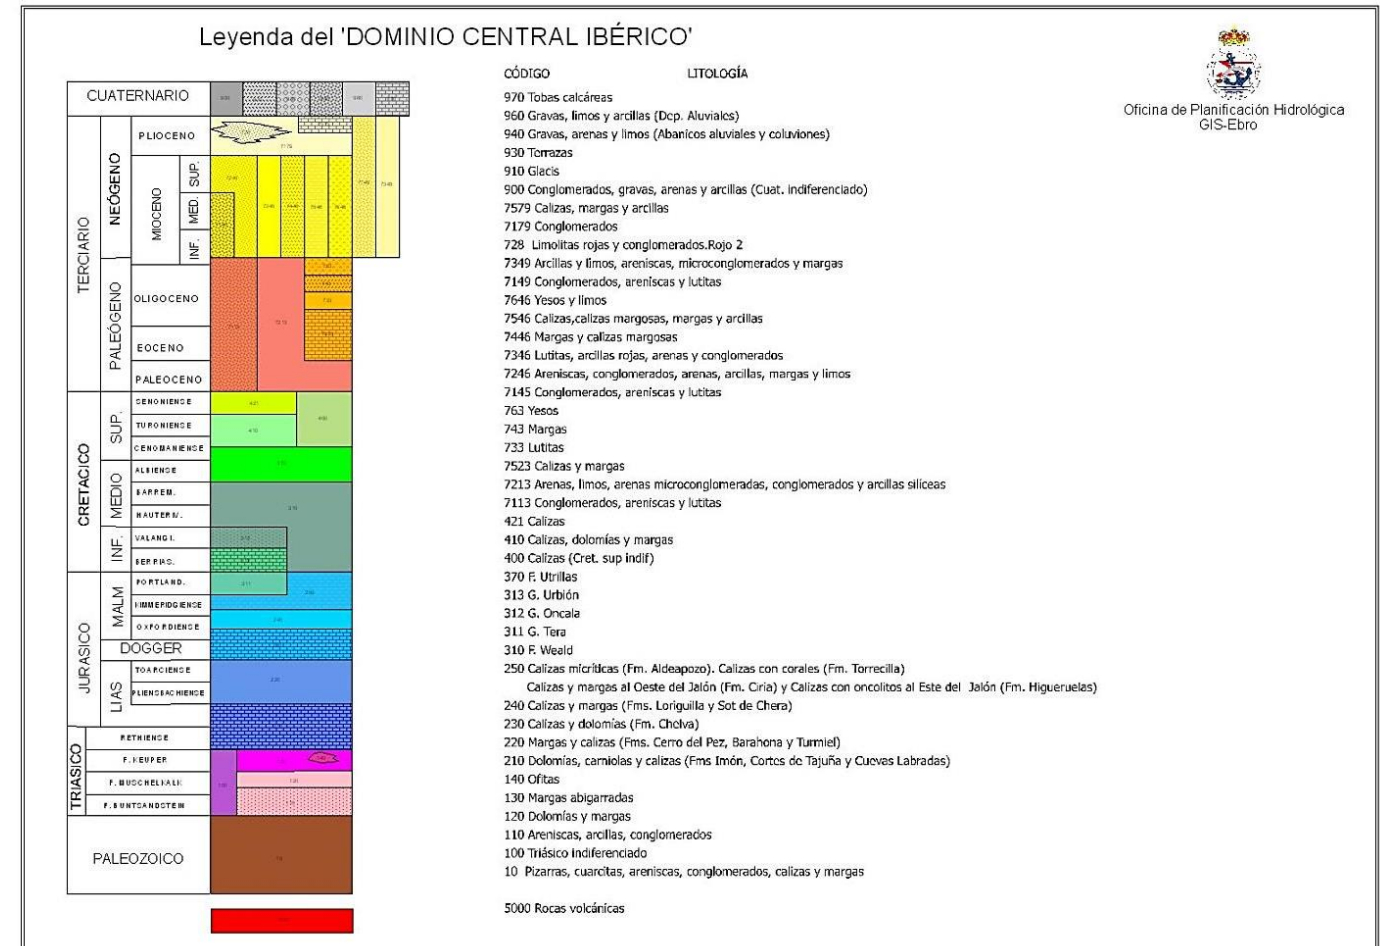 Leyenda del 'DOMINIO CENTRAL IBÉRICO'
Oficina de Planificación Hidrológica
GIS-Ebro
CUATERNARIO
TERCIARIO
NEÓGENO
PLIOCENO
MIOCENO
SUP.
MED.
INF.
PALEÓGENO
OLIGOCENO
EOCENO
PALEOCENO
CRETACICO
SUP.
SENONIENSE
TURONIENSE
CENOMANIENSE
MEDIO
ALBIENSE
BARREM.
HAUTERIV.
INF.
VALANGI.
BERRIAS.
JURASICO
MALM
PORTLAND.
KIMMERIDGIENSE
OXFORDIENSE
DOGGER
LIAS
TOARCIENSE
PLIENSBACHIENSE
TRIASICO
RETHIENSE
F. KEUPER
F. MUSCHELKALK
F. BUNTSANDSTEIN
PALEOZOICO
CÓDIGO LITOLOGÍA
970 Tobas calcáreas
960 Gravas, limos y arcillas (Dep. Aluviales)
940 Gravas, arenas y limos (Abanicos aluviales y coluviones)
930 Terrazas
910 Glacis
900 Conglomerados, gravas, arenas y arcillas (Cuat. indiferenciado)
7579 Calizas, margas y arcillas
7179 Conglomerados
728 Limolitas rojas y conglomerados.Rojo 2
7349 Arcillas y limos, areniscas, microconglomerados y margas
7149 Conglomerados, areniscas y lutitas
7646 Yesos y limos
7546 Calizas,calizas margosas, margas y arcillas
7446 Margas y calizas margosas
7346 Lutitas, arcillas rojas, arenas y conglomerados
7246 Areniscas, conglomerados, arenas, arcillas, margas y limos
7145 Conglomerados, areniscas y lutitas
763 Yesos
743 Margas
733 Lutitas
7523 Calizas y margas
7213 Arenas, limos, arenas microconglomeradas, conglomerados y arcillas silíceas
7113 Conglomerados, areniscas y lutitas
421 Calizas
410 Calizas, dolomías y margas
400 Calizas (Cret. sup indif)
370 F. Utrillas
313 G. Urbión
312 G. Oncala
311 G. Tera
310 F. Weald
250 Calizas micríticas (Fm. Aldeapozo). Calizas con corales (Fm. Torrecilla)
Calizas y margas al Oeste del Jalón (Fm. Ciria) y Calizas con oncolitos al Este del Jalón (Fm. Higueruelas)
240 Calizas y margas (Fms. Loriguilla y Sot de Chera)
230 Calizas y dolomías (Fm. Chelva)
220 Margas y calizas (Fms. Cerro del Pez, Barahona y Turmiel)
210 Dolomías, carniolas y calizas (Fms Imón, Cortes de Tajuña y Cuevas Labradas)
140 Ofitas
130 Margas abigarradas
120 Dolomías y margas
110 Areniscas, arcillas, conglomerados
100 Triásico indiferenciado
10 Pizarras, cuarcitas, areniscas, conglomerados, calizas y margas
5000 Rocas volcánicas